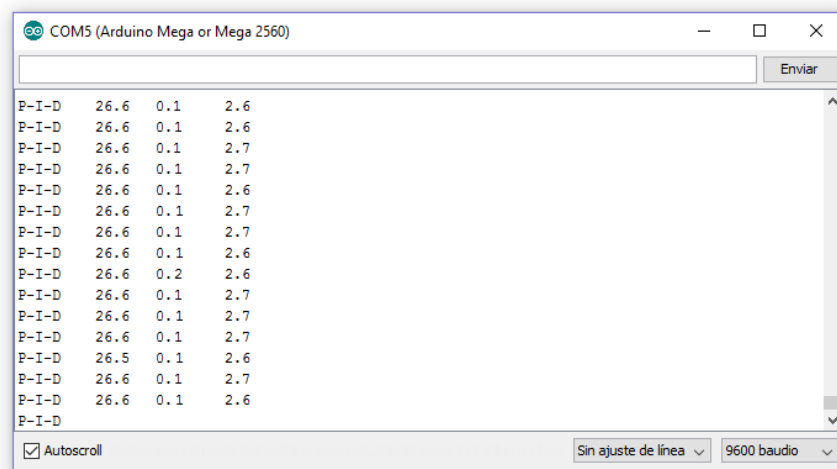 COM5 (Arduino Mega or Mega 2560)
Enviar
P-I-D 26.6 0.1 2.6
P-I-D 26.6 0.1 2.6
P-I-D 26.6 0.1 2.7
P-I-D 26.6 0.1 2.7
P-I-D 26.6 0.1 2.6
P-I-D 26.6 0.1 2.7
P-I-D 26.6 0.1 2.7
P-I-D 26.6 0.1 2.6
P-I-D 26.6 0.2 2.6
P-I-D 26.6 0.1 2.7
P-I-D 26.6 0.1 2.7
P-I-D 26.6 0.1 2.7
P-I-D 26.5 0.1 2.6
P-I-D 26.6 0.1 2.7
P-I-D 26.6 0.1 2.6
P-I-D
Autoscroll Sin ajuste de línea 9600 baudio